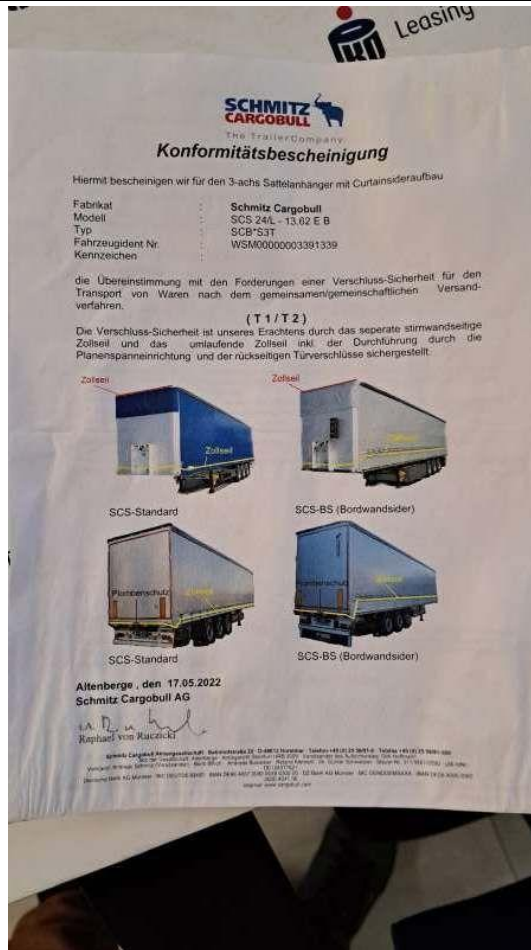 Leasing
SCHMITZ
CARGOBULL
The TrailerCompany.
Konformitätsbescheinigung
Hiermit bescheinigen wir für den 3-achs Sattelanhänger mit Curtainsideraufbau
Fabrikat : Schmitz Cargobull
Modell : SCS 24/L - 13.62 E B
Typ : SCB*S3T
Fahrzeugident Nr. : WSM00000003391339
Kennzeichen :
die Übereinstimmung mit den Forderungen einer Verschluss-Sicherheit für den
Transport von Waren nach dem gemeinsamen/gemeinschaftlichen Versand-
verfahren.
( T 1 / T 2 )
Die Verschluss-Sicherheit ist unseres Erachtens durch das seperate stirnwandseitige
Zollseil und das umlaufende Zollseil inkl. der Durchführung durch die
Planenspanneinrichtung und der rückseitigen Türverschlüsse sichergestellt.
Zollseil
Zollseil
Zollseil
SCS-Standard
SCS-BS (Bordwandsider)
Plombenschutz
Zollseil
Plombenschutz
SCS-Standard
SCS-BS (Bordwandsider)
Altenberge , den 17.05.2022
Schmitz Cargobull AG
i.A.
Raphael von Raczicki